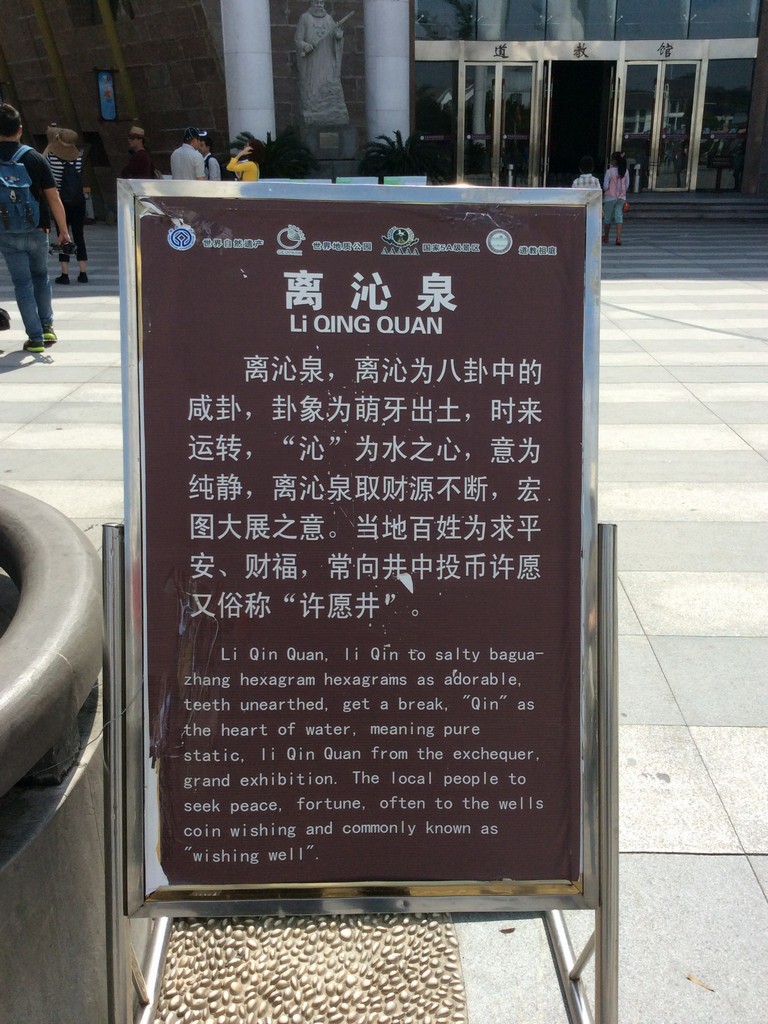 道教馆
世界自然遗产 世界地质公园 国家5A级景区 道教祖庭
离沁泉
Li QING QUAN
离沁泉，离沁为八卦中的
咸卦，卦象为萌牙出土，时来
运转，“沁”为水之心，意为
纯静，离沁泉取财源不断，宏
图大展之意。当地百姓为求平
安、财福，常向井中投币许愿
又俗称“许愿井”。
Li Qin Quan, li Qin to salty bagua-
zhang hexagram hexagrams as adorable,
teeth unearthed, get a break, "Qin" as
the heart of water, meaning pure
static, li Qin Quan from the exchequer,
grand exhibition. The local people to
seek peace, fortune, often to the wells
coin wishing and commonly known as
"wishing well".